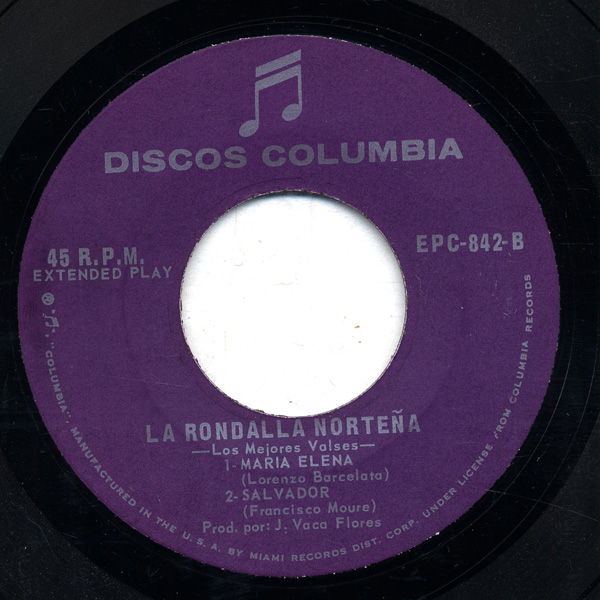 DISCOS COLUMBIA
45 R.P.M.
EXTENDED PLAY
EPC-842-B
LA RONDALLA NORTEÑA
—Los Mejores Valses—
1- MARIA ELENA
(Lorenzo Barcelata)
2- SALVADOR
(Francisco Moure)
Prod. por: J. Vaca Flores
"COLUMBIA". MANUFACTURED IN THE U.S.A. BY MIAMI RECORDS DIST. CORP. UNDER LICENSE FROM COLUMBIA RECORDS